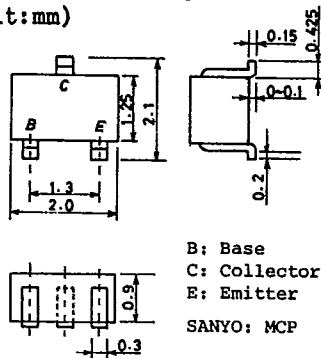 t:mm)
0.15
0.425
C
1.25
2.1
B
E
0~0.1
1.3
2.0
0.2
B: Base
C: Collector
E: Emitter
0.9
SANYO: MCP
0.3